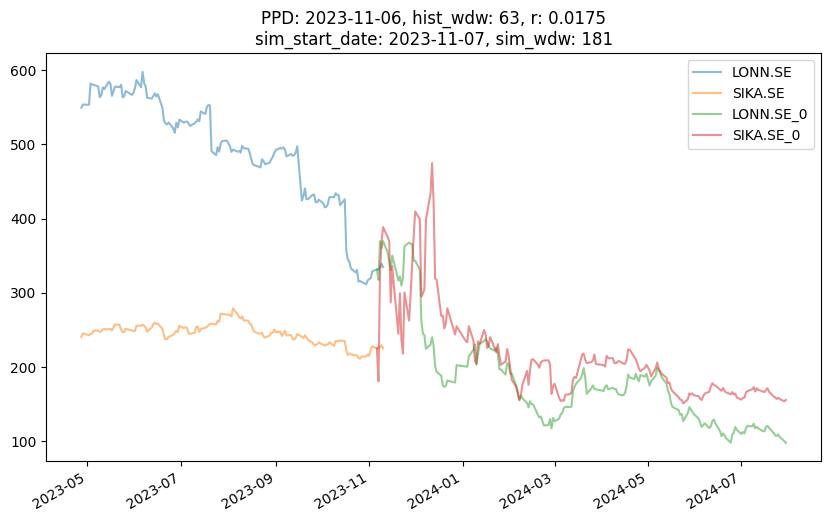 PPD: 2023-11-06, hist_wdw: 63, r: 0.0175
sim_start_date: 2023-11-07, sim_wdw: 181
LONN.SE
SIKA.SE
LONN.SE_0
SIKA.SE_0
600
500
400
300
200
100
2023-05
2023-07
2023-09
2023-11
2024-01
2024-03
2024-05
2024-07